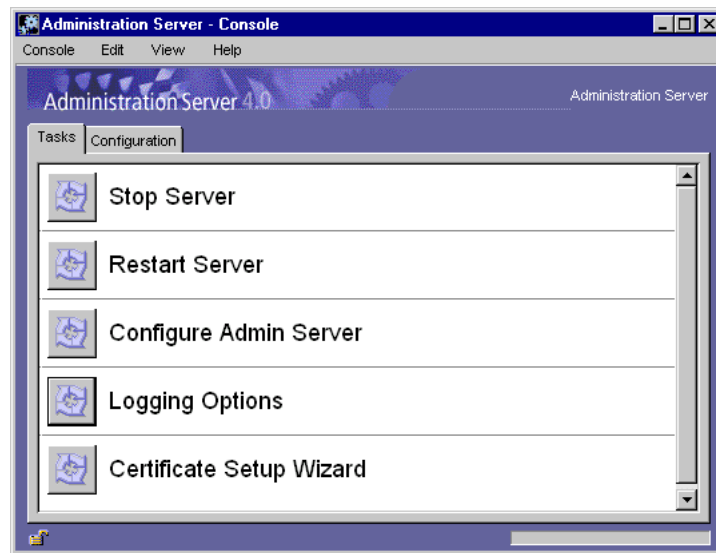 Administration Server - Console
Console Edit View Help
Administration Server 4.0
Administration Server
Tasks Configuration
Stop Server
Restart Server
Configure Admin Server
Logging Options
Certificate Setup Wizard